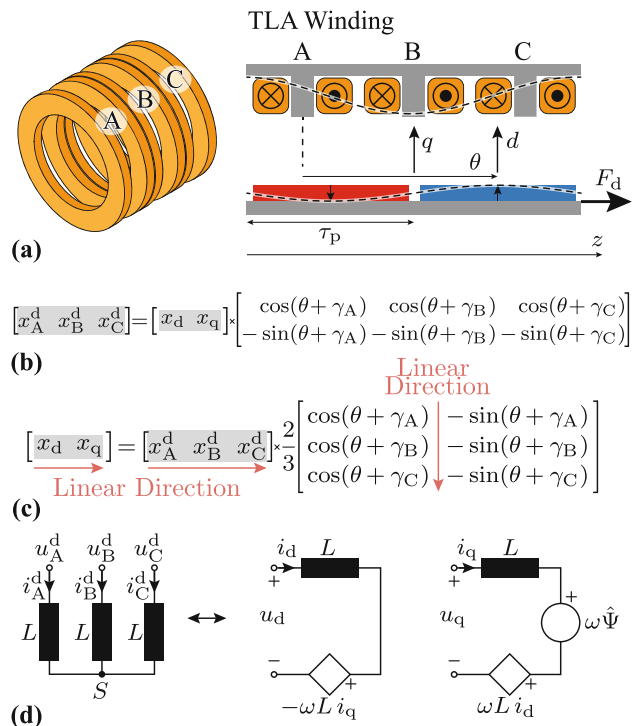 TLA Winding
A B C
A
B
C
q d
θ
F_d
τ_p
z
(a)
[x_A^d x_B^d x_C^d]=[x_d x_q]×[cos(θ+γ_A) cos(θ+γ_B) cos(θ+γ_C)
−sin(θ+γ_A) −sin(θ+γ_B) −sin(θ+γ_C)]
(b)
Linear
Direction
[x_d x_q] = [x_A^d x_B^d x_C^d]×2/3[cos(θ+γ_A) −sin(θ+γ_A)
cos(θ+γ_B) −sin(θ+γ_B)
cos(θ+γ_C) −sin(θ+γ_C)]
Linear Direction
(c)
u_A^d u_B^d u_C^d
i_A^d i_B^d i_C^d
L L L
S
i_d L
+
u_d
− +
−ωL i_q
i_q L
+ +
u_q ωΨ̂
− +
ωL i_d
(d)